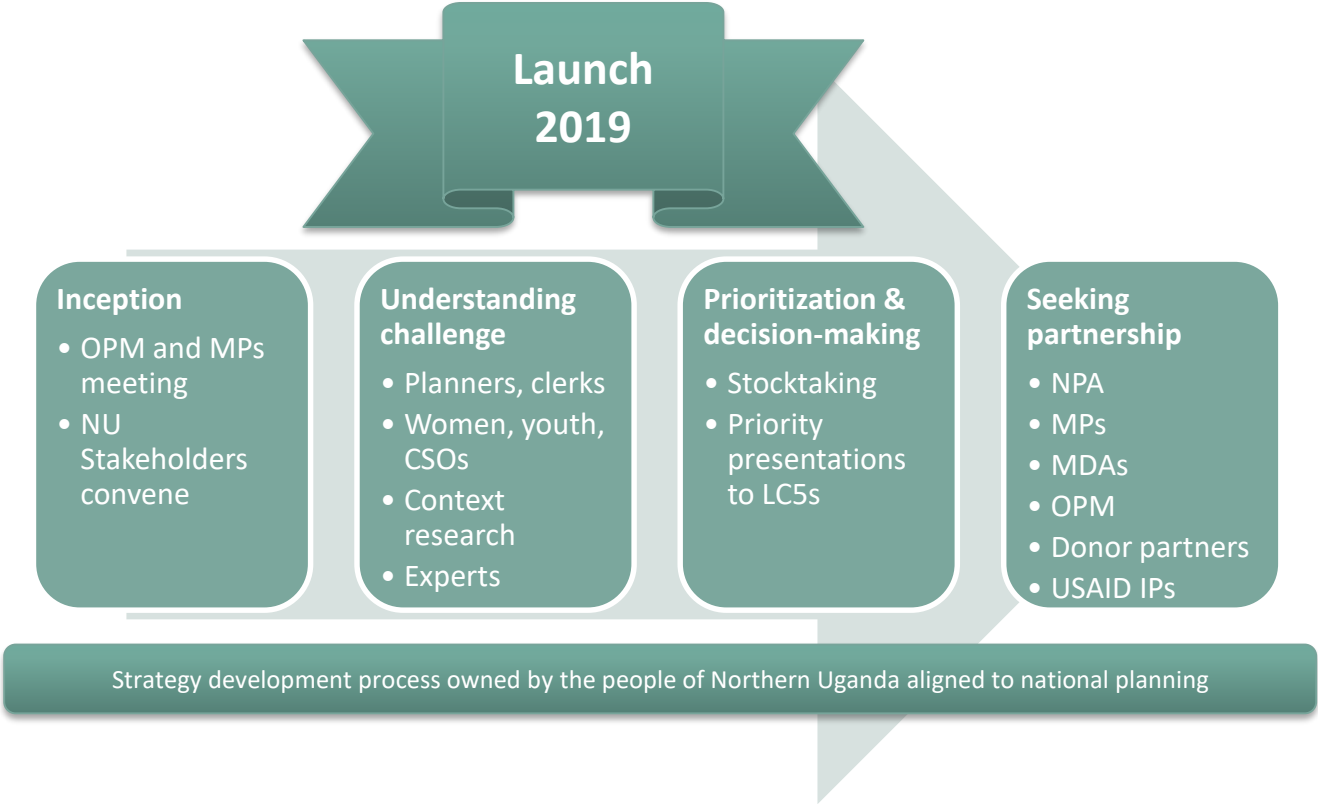 Launch
2019
Inception
• OPM and MPs
meeting
• NU
Stakeholders
convene
Understanding
challenge
• Planners, clerks
• Women, youth,
CSOs
• Context
research
• Experts
Prioritization &
decision-making
• Stocktaking
• Priority
presentations
to LC5s
Seeking
partnership
• NPA
• MPs
• MDAs
• OPM
• Donor partners
• USAID IPs
Strategy development process owned by the people of Northern Uganda aligned to national planning